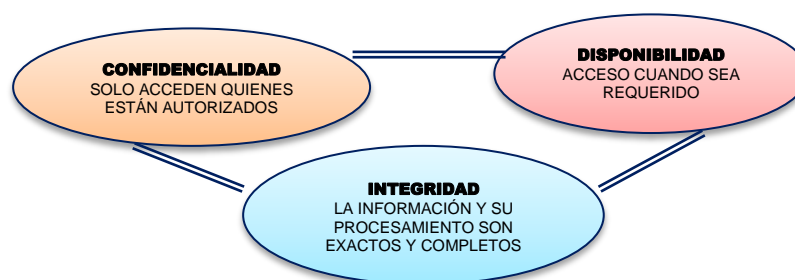 CONFIDENCIALIDAD
SOLO ACCEDEN QUIENES
ESTÁN AUTORIZADOS
DISPONIBILIDAD
ACCESO CUANDO SEA
REQUERIDO
INTEGRIDAD
LA INFORMACIÓN Y SU
PROCESAMIENTO SON
EXACTOS Y COMPLETOS